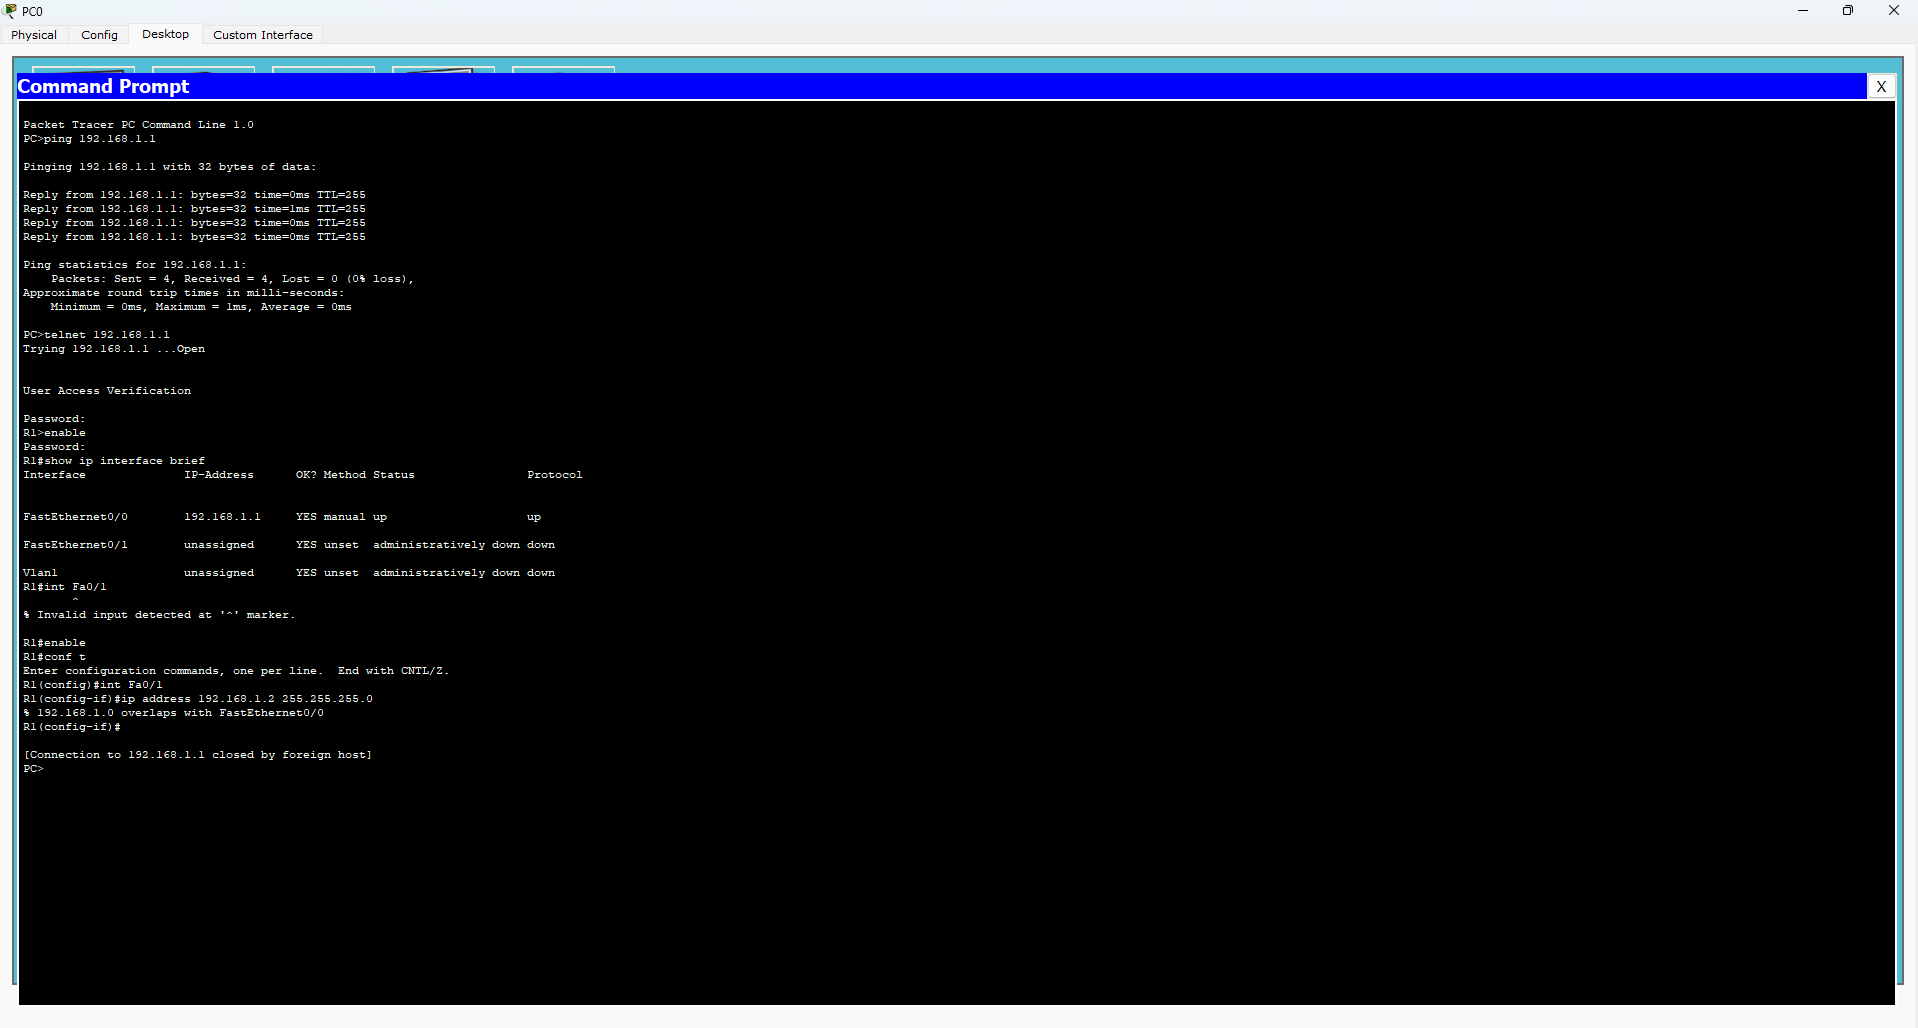 PC0
Physical Config Desktop Custom Interface
Command Prompt
X
Packet Tracer PC Command Line 1.0
PC>ping 192.168.1.1
Pinging 192.168.1.1 with 32 bytes of data:
Reply from 192.168.1.1: bytes=32 time=0ms TTL=255
Reply from 192.168.1.1: bytes=32 time=1ms TTL=255
Reply from 192.168.1.1: bytes=32 time=0ms TTL=255
Reply from 192.168.1.1: bytes=32 time=0ms TTL=255
Ping statistics for 192.168.1.1:
Packets: Sent = 4, Received = 4, Lost = 0 (0% loss),
Approximate round trip times in milli-seconds:
Minimum = 0ms, Maximum = 1ms, Average = 0ms
PC>telnet 192.168.1.1
Trying 192.168.1.1 ...Open
User Access Verification
Password:
R1>enable
Password:
R1#show ip interface brief
Interface IP-Address OK? Method Status Protocol
FastEthernet0/0 192.168.1.1 YES manual up up
FastEthernet0/1 unassigned YES unset administratively down down
Vlan1 unassigned YES unset administratively down down
R1#int Fa0/1
^
% Invalid input detected at '^' marker.
R1#enable
R1#conf t
Enter configuration commands, one per line. End with CNTL/Z.
R1(config)#int Fa0/1
R1(config-if)#ip address 192.168.1.2 255.255.255.0
% 192.168.1.0 overlaps with FastEthernet0/0
R1(config-if)#
[Connection to 192.168.1.1 closed by foreign host]
PC>